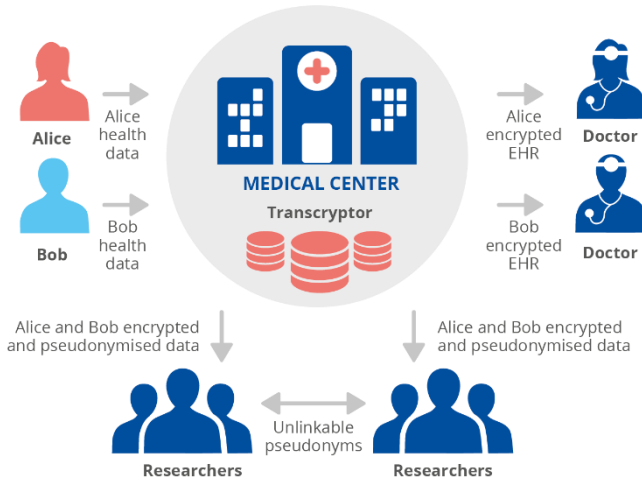 Alice
Alice
health
data
MEDICAL CENTER
Transcryptor
Alice
encrypted
EHR
Doctor
Bob
Bob
health
data
Bob
encrypted
EHR
Doctor
Alice and Bob encrypted
and pseudonymised data
Alice and Bob encrypted
and pseudonymised data
Researchers
Unlinkable
pseudonyms
Researchers